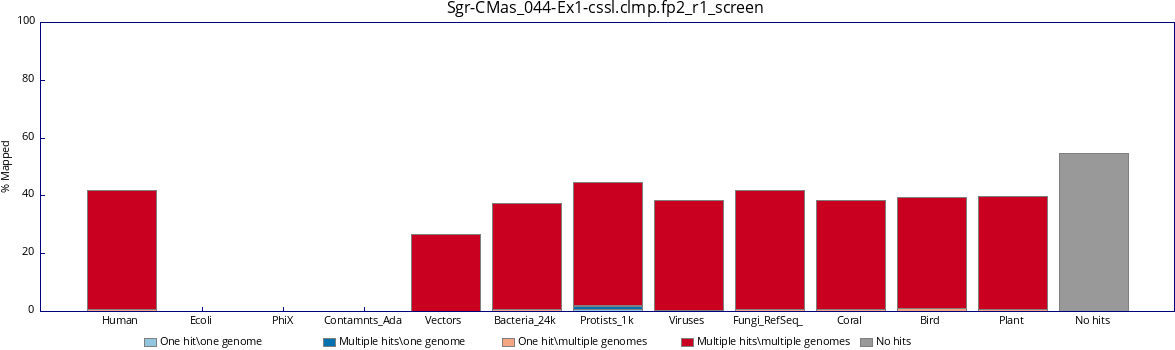 Sgr-CMas_044-Ex1-cssl.clmp.fp2_r1_screen
100
80
60
40
20
0
% Mapped
Human Ecoli PhiX Contamnts_Ada Vectors Bacteria_24k Protists_1k Viruses Fungi_RefSeq_ Coral Bird Plant No hits
One hit\one genome Multiple hits\one genome One hit\multiple genomes Multiple hits\multiple genomes No hits